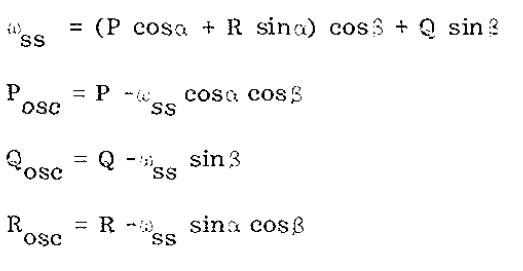 ω_SS = (P cosα + R sinα) cosβ + Q sinβ
P_osc = P -ω_SS cosα cosβ
Q_osc = Q -ω_SS sinβ
R_osc = R -ω_SS sinα cosβ